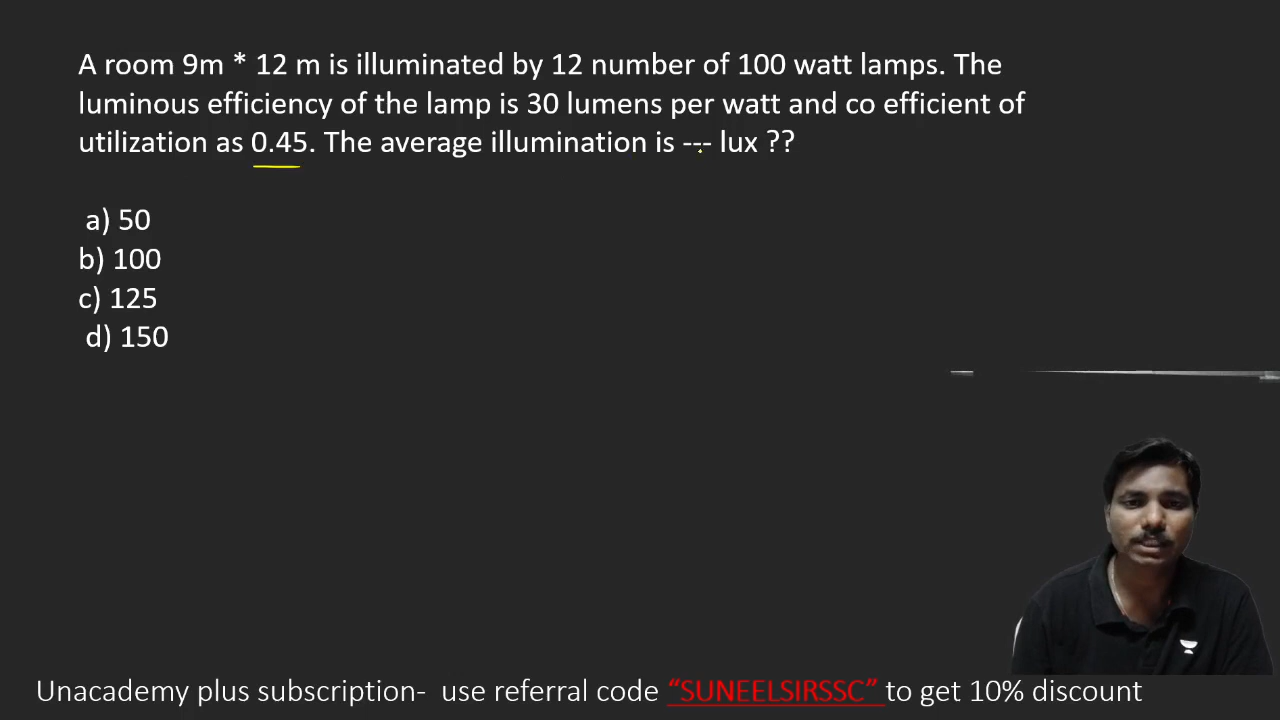 A room 9m * 12 m is illuminated by 12 number of 100 watt lamps. The
luminous efficiency of the lamp is 30 lumens per watt and co efficient of
utilization as 0.45. The average illumination is --- lux ??
a) 50
b) 100
c) 125
d) 150
Unacademy plus subscription- use referral code “SUNEELSIRSSC” to get 10% discount